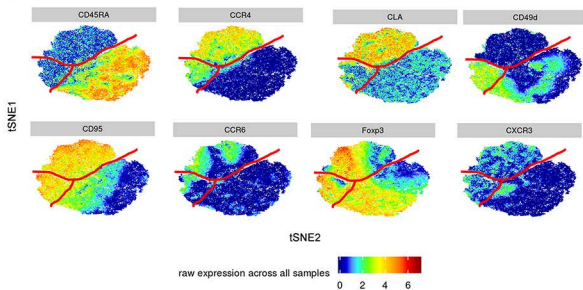 CD45RA
CCR4
CLA
CD49d
tSNE1
CD95
CCR6
Foxp3
CXCR3
tSNE2
raw expression across all samples
0 2 4 6